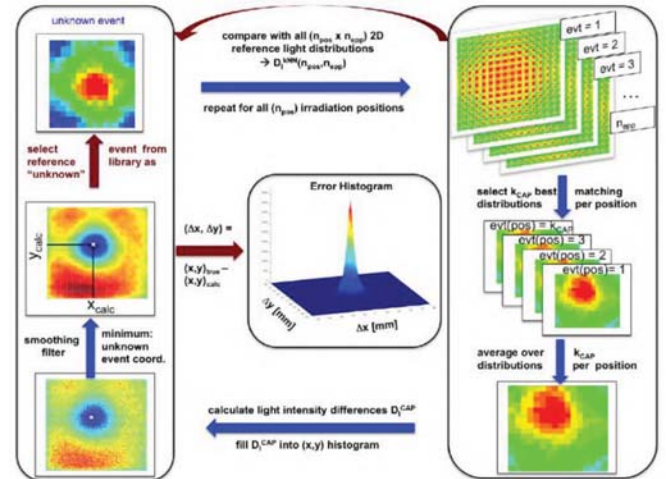 unknown event
select event from
reference library as
"unknown"
y_calc
x_calc
smoothing minimum:
filter unknown
event coord.
compare with all (n_pos x n_epp) 2D
reference light distributions
→ D_I^kNN(n_pos,n_epp)
repeat for all (n_pos) irradiation positions
(Δx, Δy) =
(x,y)_true –
(x,y)_calc
Error Histogram
Δy [mm]
Δx [mm]
calculate light intensity differences D_I^CAP
fill D_I^CAP into (x,y) histogram
evt = 1
evt = 2
evt = 3
...
n_epp
select k_CAP best matching
distributions per position
evt(pos) = k_CAP
evt(pos) = 3
evt(pos) = 2
evt(pos)= 1
average over k_CAP
distributions per position